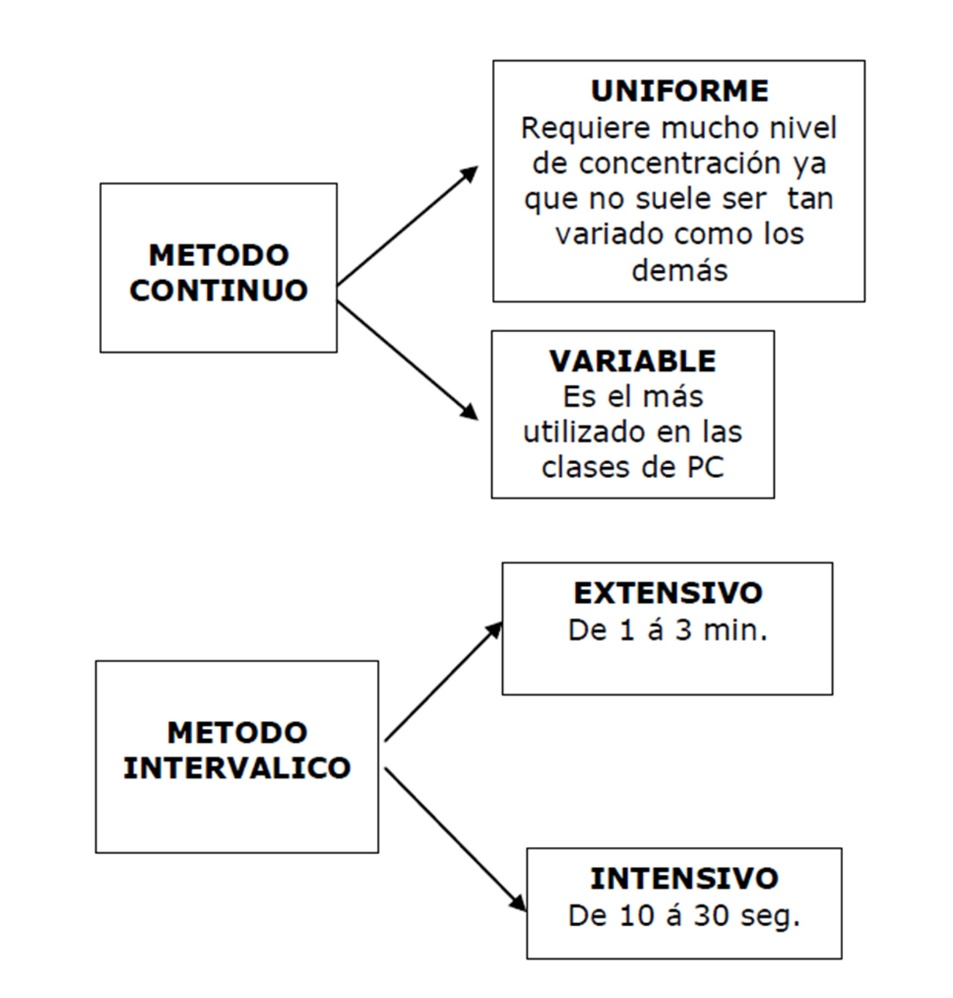 UNIFORME
Requiere mucho nivel
de concentración ya
que no suele ser tan
variado como los
demás
METODO
CONTINUO
VARIABLE
Es el más
utilizado en las
clases de PC
EXTENSIVO
De 1 á 3 min.
METODO
INTERVALICO
INTENSIVO
De 10 á 30 seg.